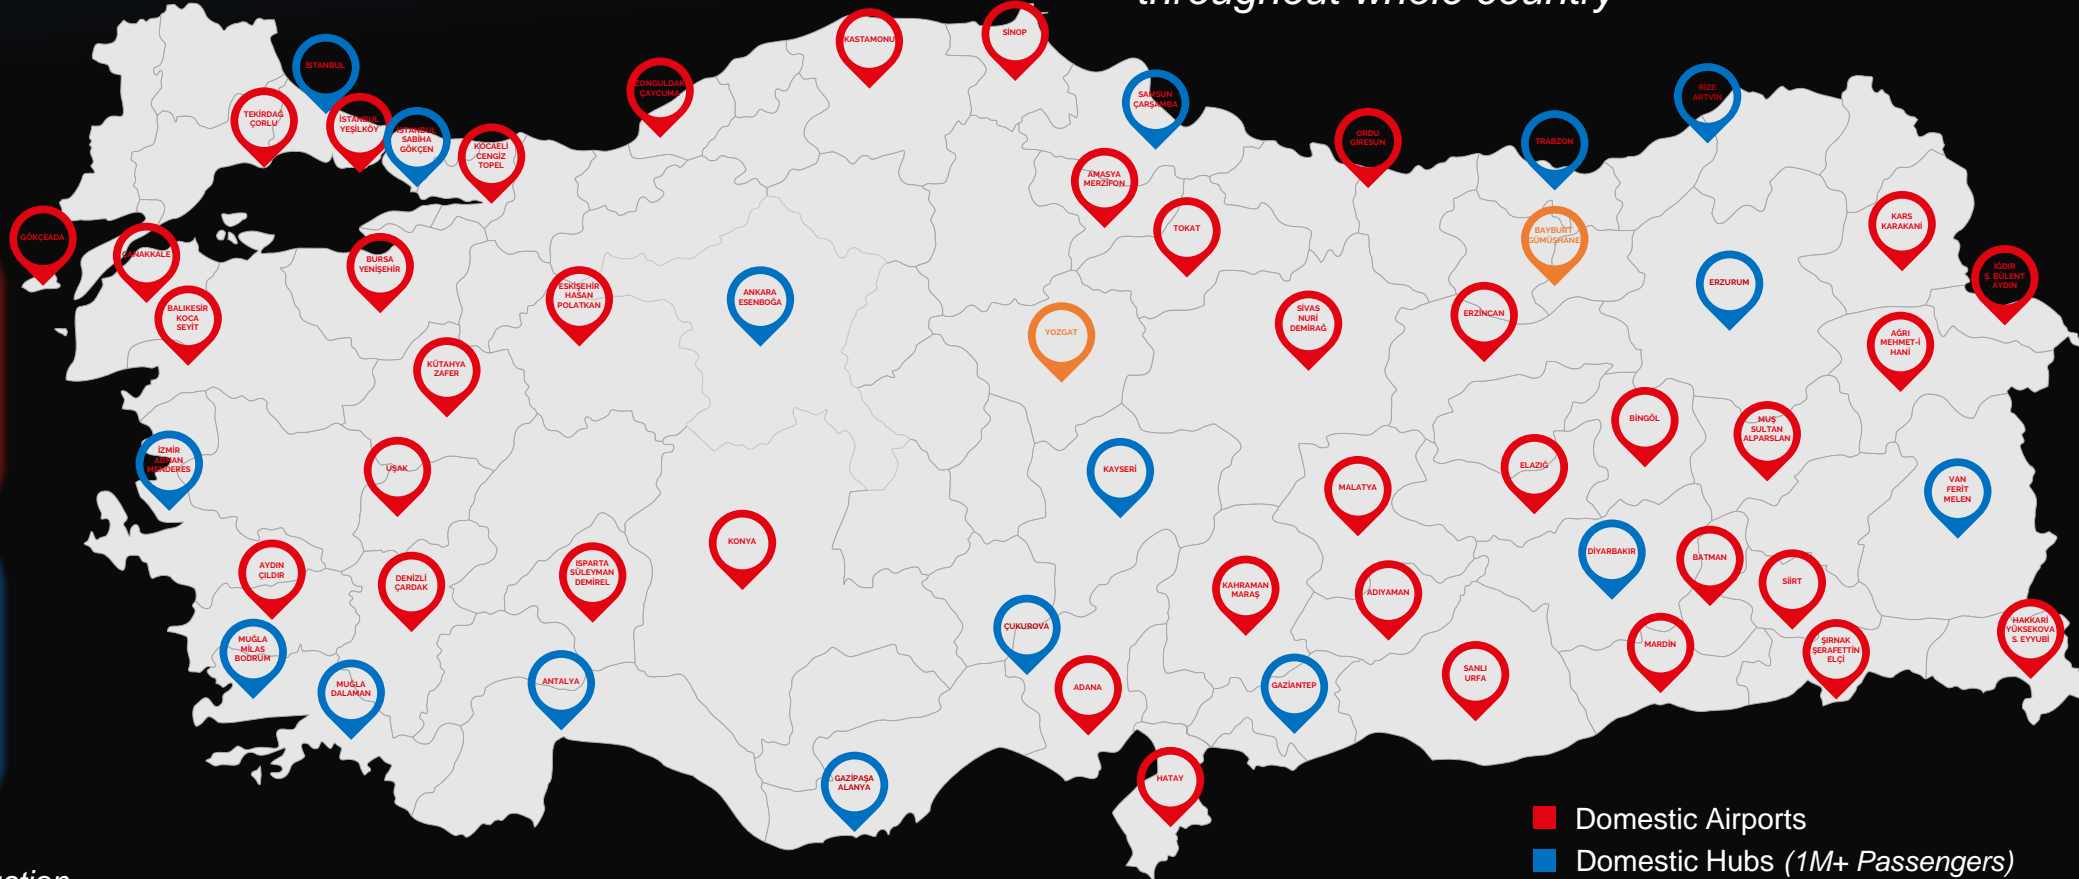 throughout whole country
KASTAMONU
SİNOP
İSTANBUL
ZONGULDAK
ÇAYCUMA
SAMSUN
ÇARŞAMBA
RİZE
ARTVİN
TEKİRDAĞ
ÇORLU
İSTANBUL
YEŞİLKÖY
İSTANBUL
SABİHA
GÖKÇEN
KOCAELİ
CENGİZ
TOPEL
ORDU
GİRESUN
TRABZON
AMASYA
MERZİFON
TOKAT
KARS
KARAKANİ
GÖKÇEADA
ÇANAKKALE
BURSA
YENİŞEHİR
BAYBURT
GÜMÜŞHANE
IĞDIR
Ş. BÜLENT
AYDIN
BALIKESİR
KOCA
SEYİT
ESKİŞEHİR
HASAN
POLATKAN
ANKARA
ESENBOĞA
ERZURUM
YOZGAT
SİVAS
NURİ
DEMİRAĞ
ERZİNCAN
AĞRI
MEHMET-İ
HANİ
KÜTAHYA
ZAFER
BİNGÖL
MUŞ
SULTAN
ALPARSLAN
İZMİR
ADNAN
MENDERES
UŞAK
KAYSERİ
ELAZIĞ
MALATYA
VAN
FERİT
MELEN
KONYA
DİYARBAKIR
BATMAN
AYDIN
ÇILDIR
DENİZLİ
ÇARDAK
ISPARTA
SÜLEYMAN
DEMİREL
KAHRAMAN
MARAŞ
ADIYAMAN
SİİRT
MUĞLA
MİLAS
BODRUM
ÇUKUROVA
MARDİN
ŞIRNAK
ŞERAFETTİN
ELÇİ
HAKKARİ
YÜKSEKOVA
S. EYYUBİ
MUĞLA
DALAMAN
ANTALYA
ADANA
GAZİANTEP
SANLI
URFA
GAZİPAŞA
ALANYA
HATAY
Domestic Airports
Domestic Hubs (1M+ Passengers)